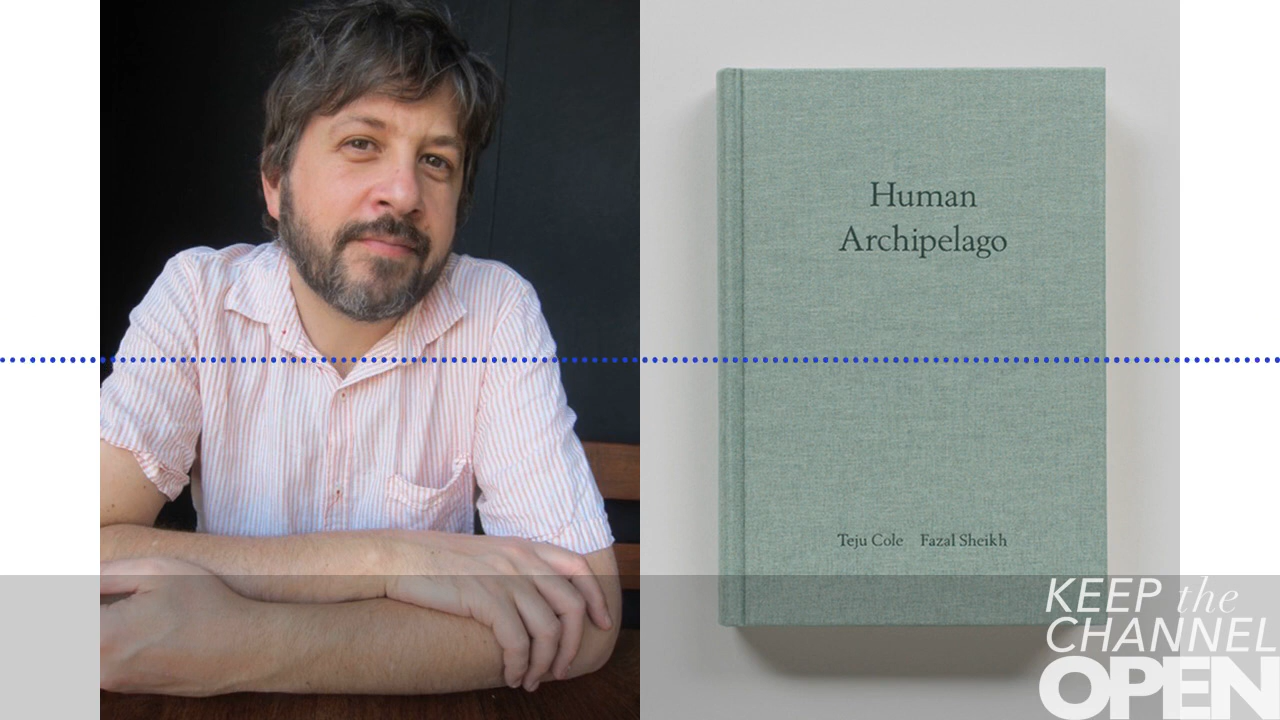 Human
Archipelago
Teju Cole Fazal Sheikh
KEEP the
CHANNEL
OPEN